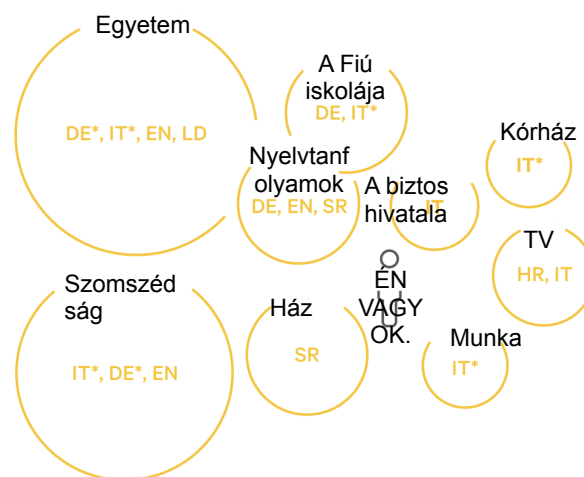 Egyetem
DE*, IT*, EN, LD
A Fiú
iskolája
DE, IT*
Kórház
IT*
Nyelvtanf
olyamok
DE, EN, SR
A biztos
hivatala
IT
TV
HR, IT
ÉN
VAGY
OK.
Szomszéd
ság
IT*, DE*, EN
Ház
SR
Munka
IT*